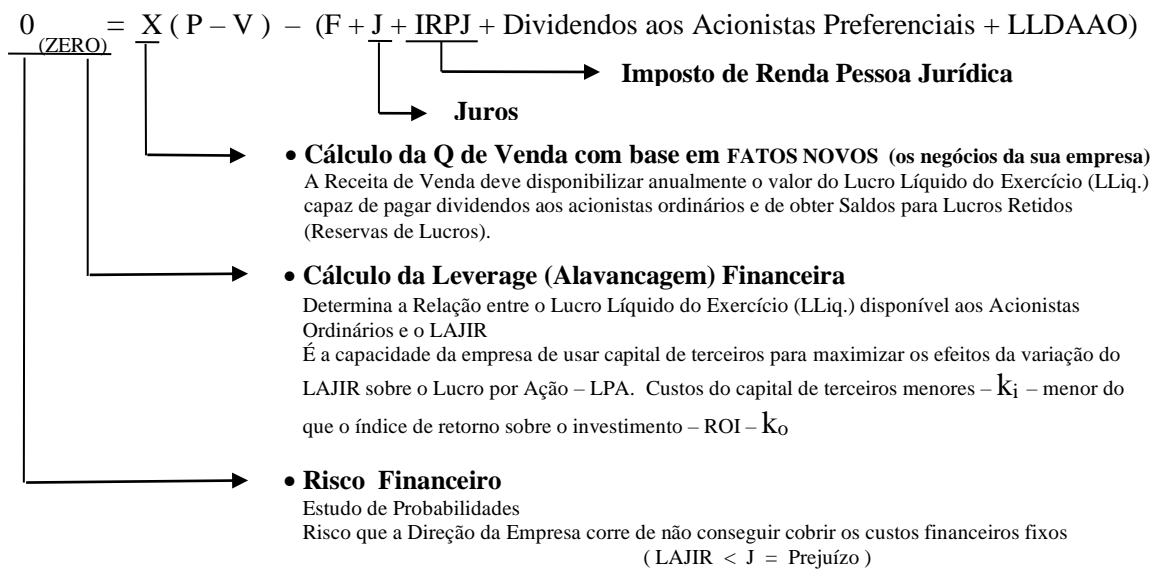 0 (ZERO) = X ( P – V ) – (F + J + IRPJ + Dividendos aos Acionistas Preferenciais + LLDAAO)
Imposto de Renda Pessoa Jurídica
Juros
• Cálculo da Q de Venda com base em FATOS NOVOS (os negócios da sua empresa)
A Receita de Venda deve disponibilizar anualmente o valor do Lucro Líquido do Exercício (LLiq.)
capaz de pagar dividendos aos acionistas ordinários e de obter Saldos para Lucros Retidos
(Reservas de Lucros).
• Cálculo da Leverage (Alavancagem) Financeira
Determina a Relação entre o Lucro Líquido do Exercício (LLiq.) disponível aos Acionistas
Ordinários e o LAJIR
É a capacidade da empresa de usar capital de terceiros para maximizar os efeitos da variação do
LAJIR sobre o Lucro por Ação – LPA. Custos do capital de terceiros menores – ki – menor do
que o índice de retorno sobre o investimento – ROI – ko
• Risco Financeiro
Estudo de Probabilidades
Risco que a Direção da Empresa corre de não conseguir cobrir os custos financeiros fixos
( LAJIR < J = Prejuízo )